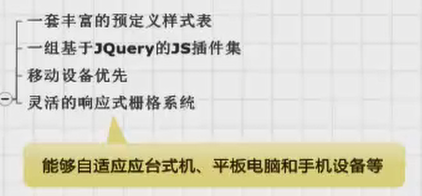 一套丰富的预定义样式表
一组基于JQuery的JS插件集
移动设备优先
灵活的响应式栅格系统
能够自适应应台式机、平板电脑和手机设备等